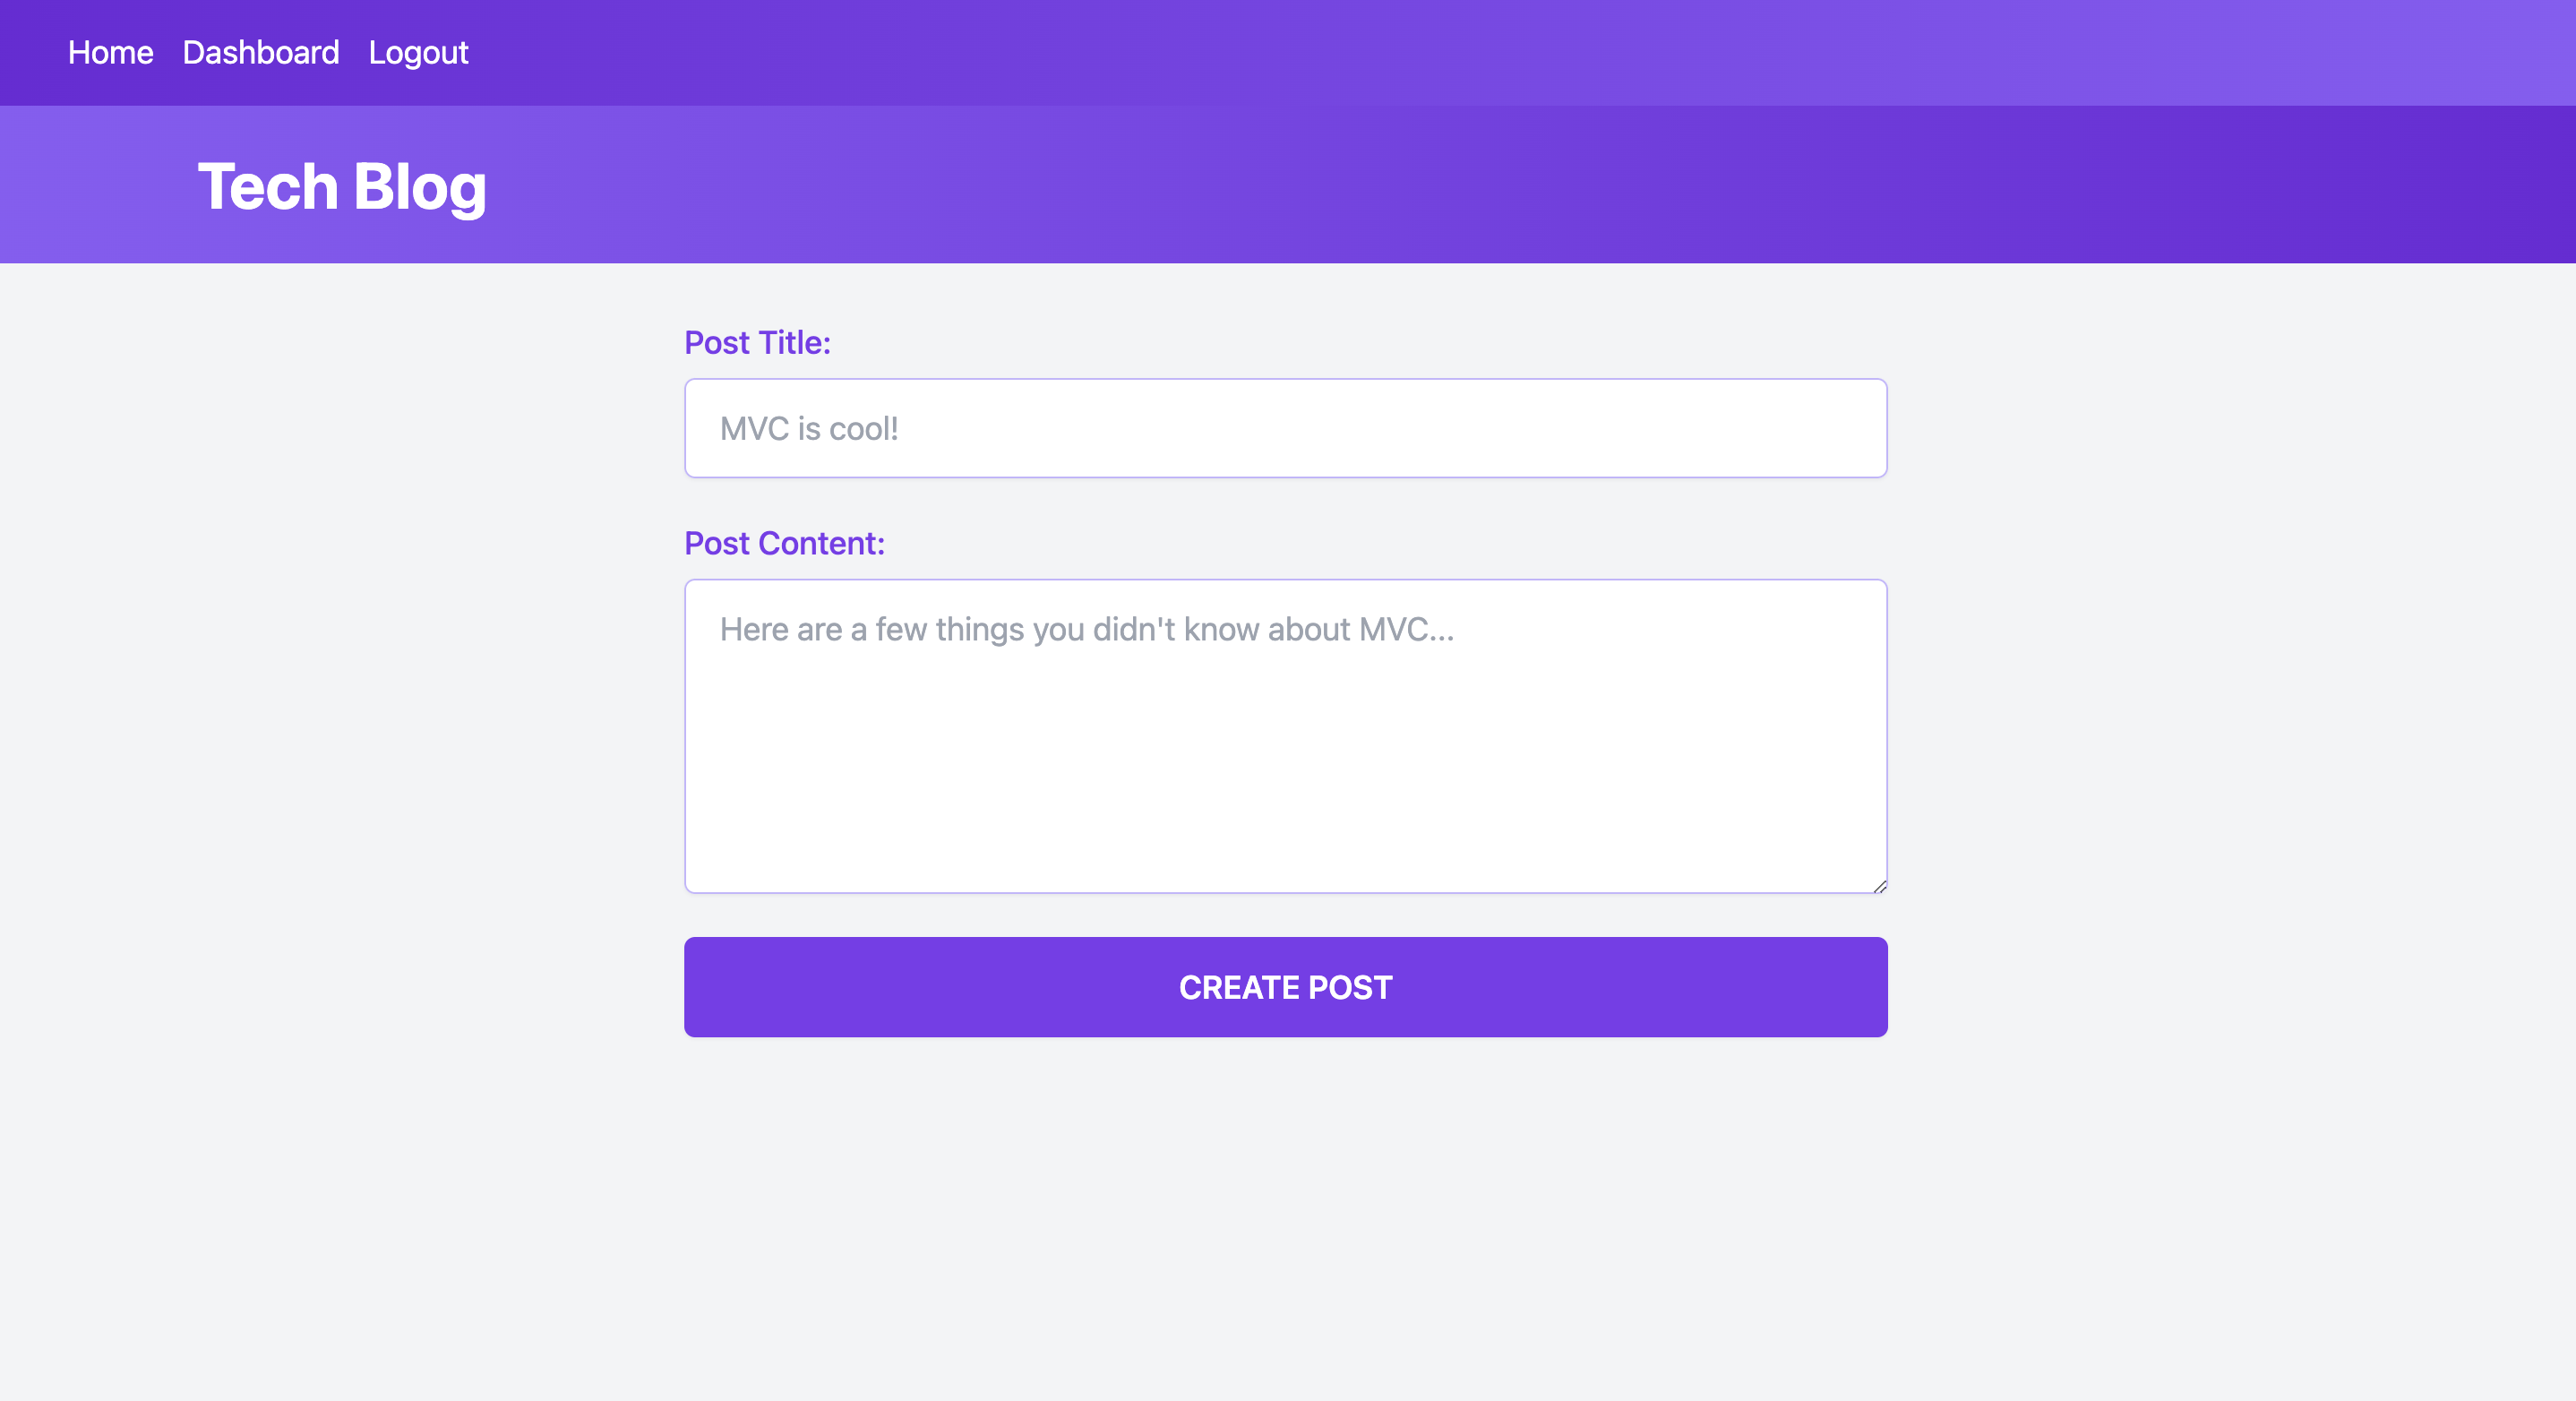 Home Dashboard Logout
Tech Blog
Post Title:
MVC is cool!
Post Content:
Here are a few things you didn't know about MVC...
CREATE POST